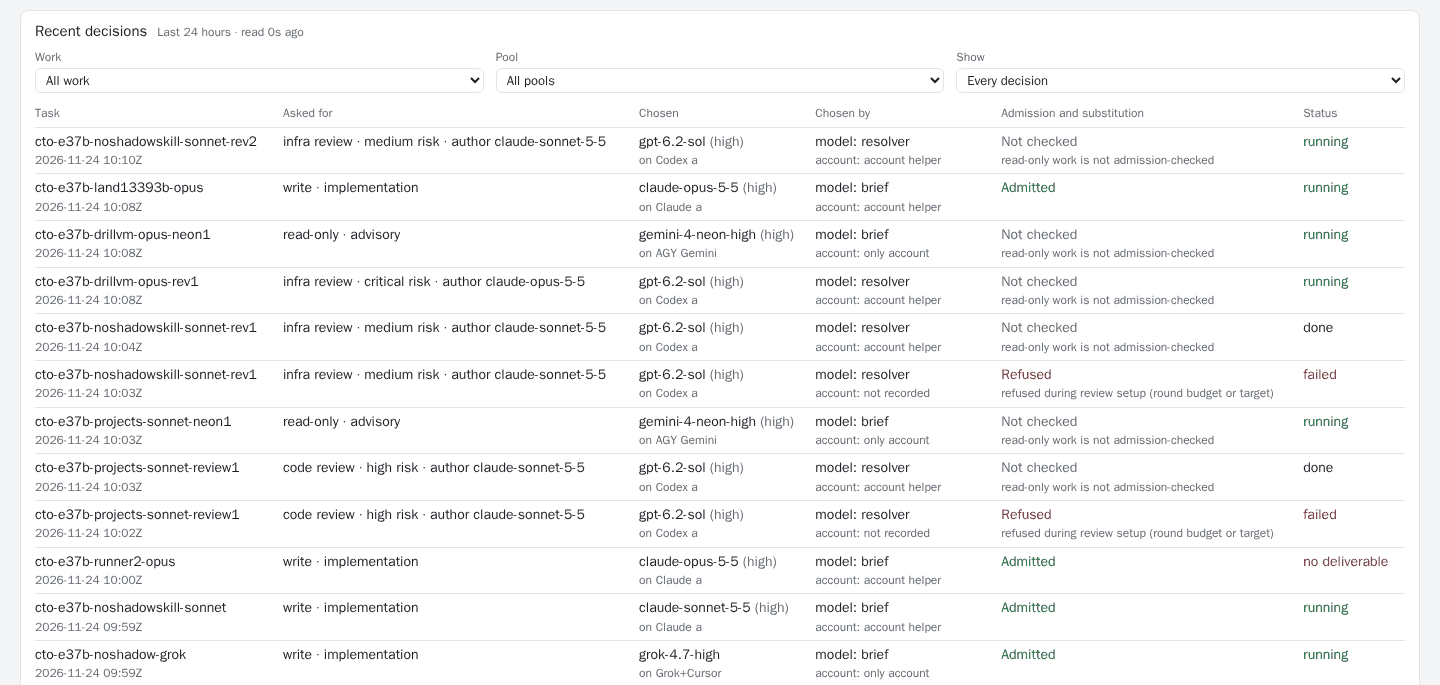 Recent decisions Last 24 hours · read 0s ago
Work Pool Show
All work All pools Every decision
Task Asked for Chosen Chosen by Admission and substitution Status
cto-e37b-noshadowskill-sonnet-rev2 infra review · medium risk · author claude-sonnet-5-5 gpt-6.2-sol (high) model: resolver Not checked running
2026-11-24 10:10Z on Codex a account: account helper read-only work is not admission-checked
cto-e37b-land13393b-opus write · implementation claude-opus-5-5 (high) model: brief Admitted running
2026-11-24 10:08Z on Claude a account: account helper
cto-e37b-drillvm-opus-neon1 read-only · advisory gemini-4-neon-high (high) model: brief Not checked running
2026-11-24 10:08Z on AGY Gemini account: only account read-only work is not admission-checked
cto-e37b-drillvm-opus-rev1 infra review · critical risk · author claude-opus-5-5 gpt-6.2-sol (high) model: resolver Not checked running
2026-11-24 10:08Z on Codex a account: account helper read-only work is not admission-checked
cto-e37b-noshadowskill-sonnet-rev1 infra review · medium risk · author claude-sonnet-5-5 gpt-6.2-sol (high) model: resolver Not checked done
2026-11-24 10:04Z on Codex a account: account helper read-only work is not admission-checked
cto-e37b-noshadowskill-sonnet-rev1 infra review · medium risk · author claude-sonnet-5-5 gpt-6.2-sol (high) model: resolver Refused failed
2026-11-24 10:03Z on Codex a account: not recorded refused during review setup (round budget or target)
cto-e37b-projects-sonnet-neon1 read-only · advisory gemini-4-neon-high (high) model: brief Not checked running
2026-11-24 10:03Z on AGY Gemini account: only account read-only work is not admission-checked
cto-e37b-projects-sonnet-review1 code review · high risk · author claude-sonnet-5-5 gpt-6.2-sol (high) model: resolver Not checked done
2026-11-24 10:03Z on Codex a account: account helper read-only work is not admission-checked
cto-e37b-projects-sonnet-review1 code review · high risk · author claude-sonnet-5-5 gpt-6.2-sol (high) model: resolver Refused failed
2026-11-24 10:02Z on Codex a account: not recorded refused during review setup (round budget or target)
cto-e37b-runner2-opus write · implementation claude-opus-5-5 (high) model: brief Admitted no deliverable
2026-11-24 10:00Z on Claude a account: account helper
cto-e37b-noshadowskill-sonnet write · implementation claude-sonnet-5-5 (high) model: brief Admitted running
2026-11-24 09:59Z on Claude a account: account helper
cto-e37b-noshadow-grok write · implementation grok-4.7-high model: brief Admitted running
2026-11-24 09:59Z on Grok+Cursor account: only account